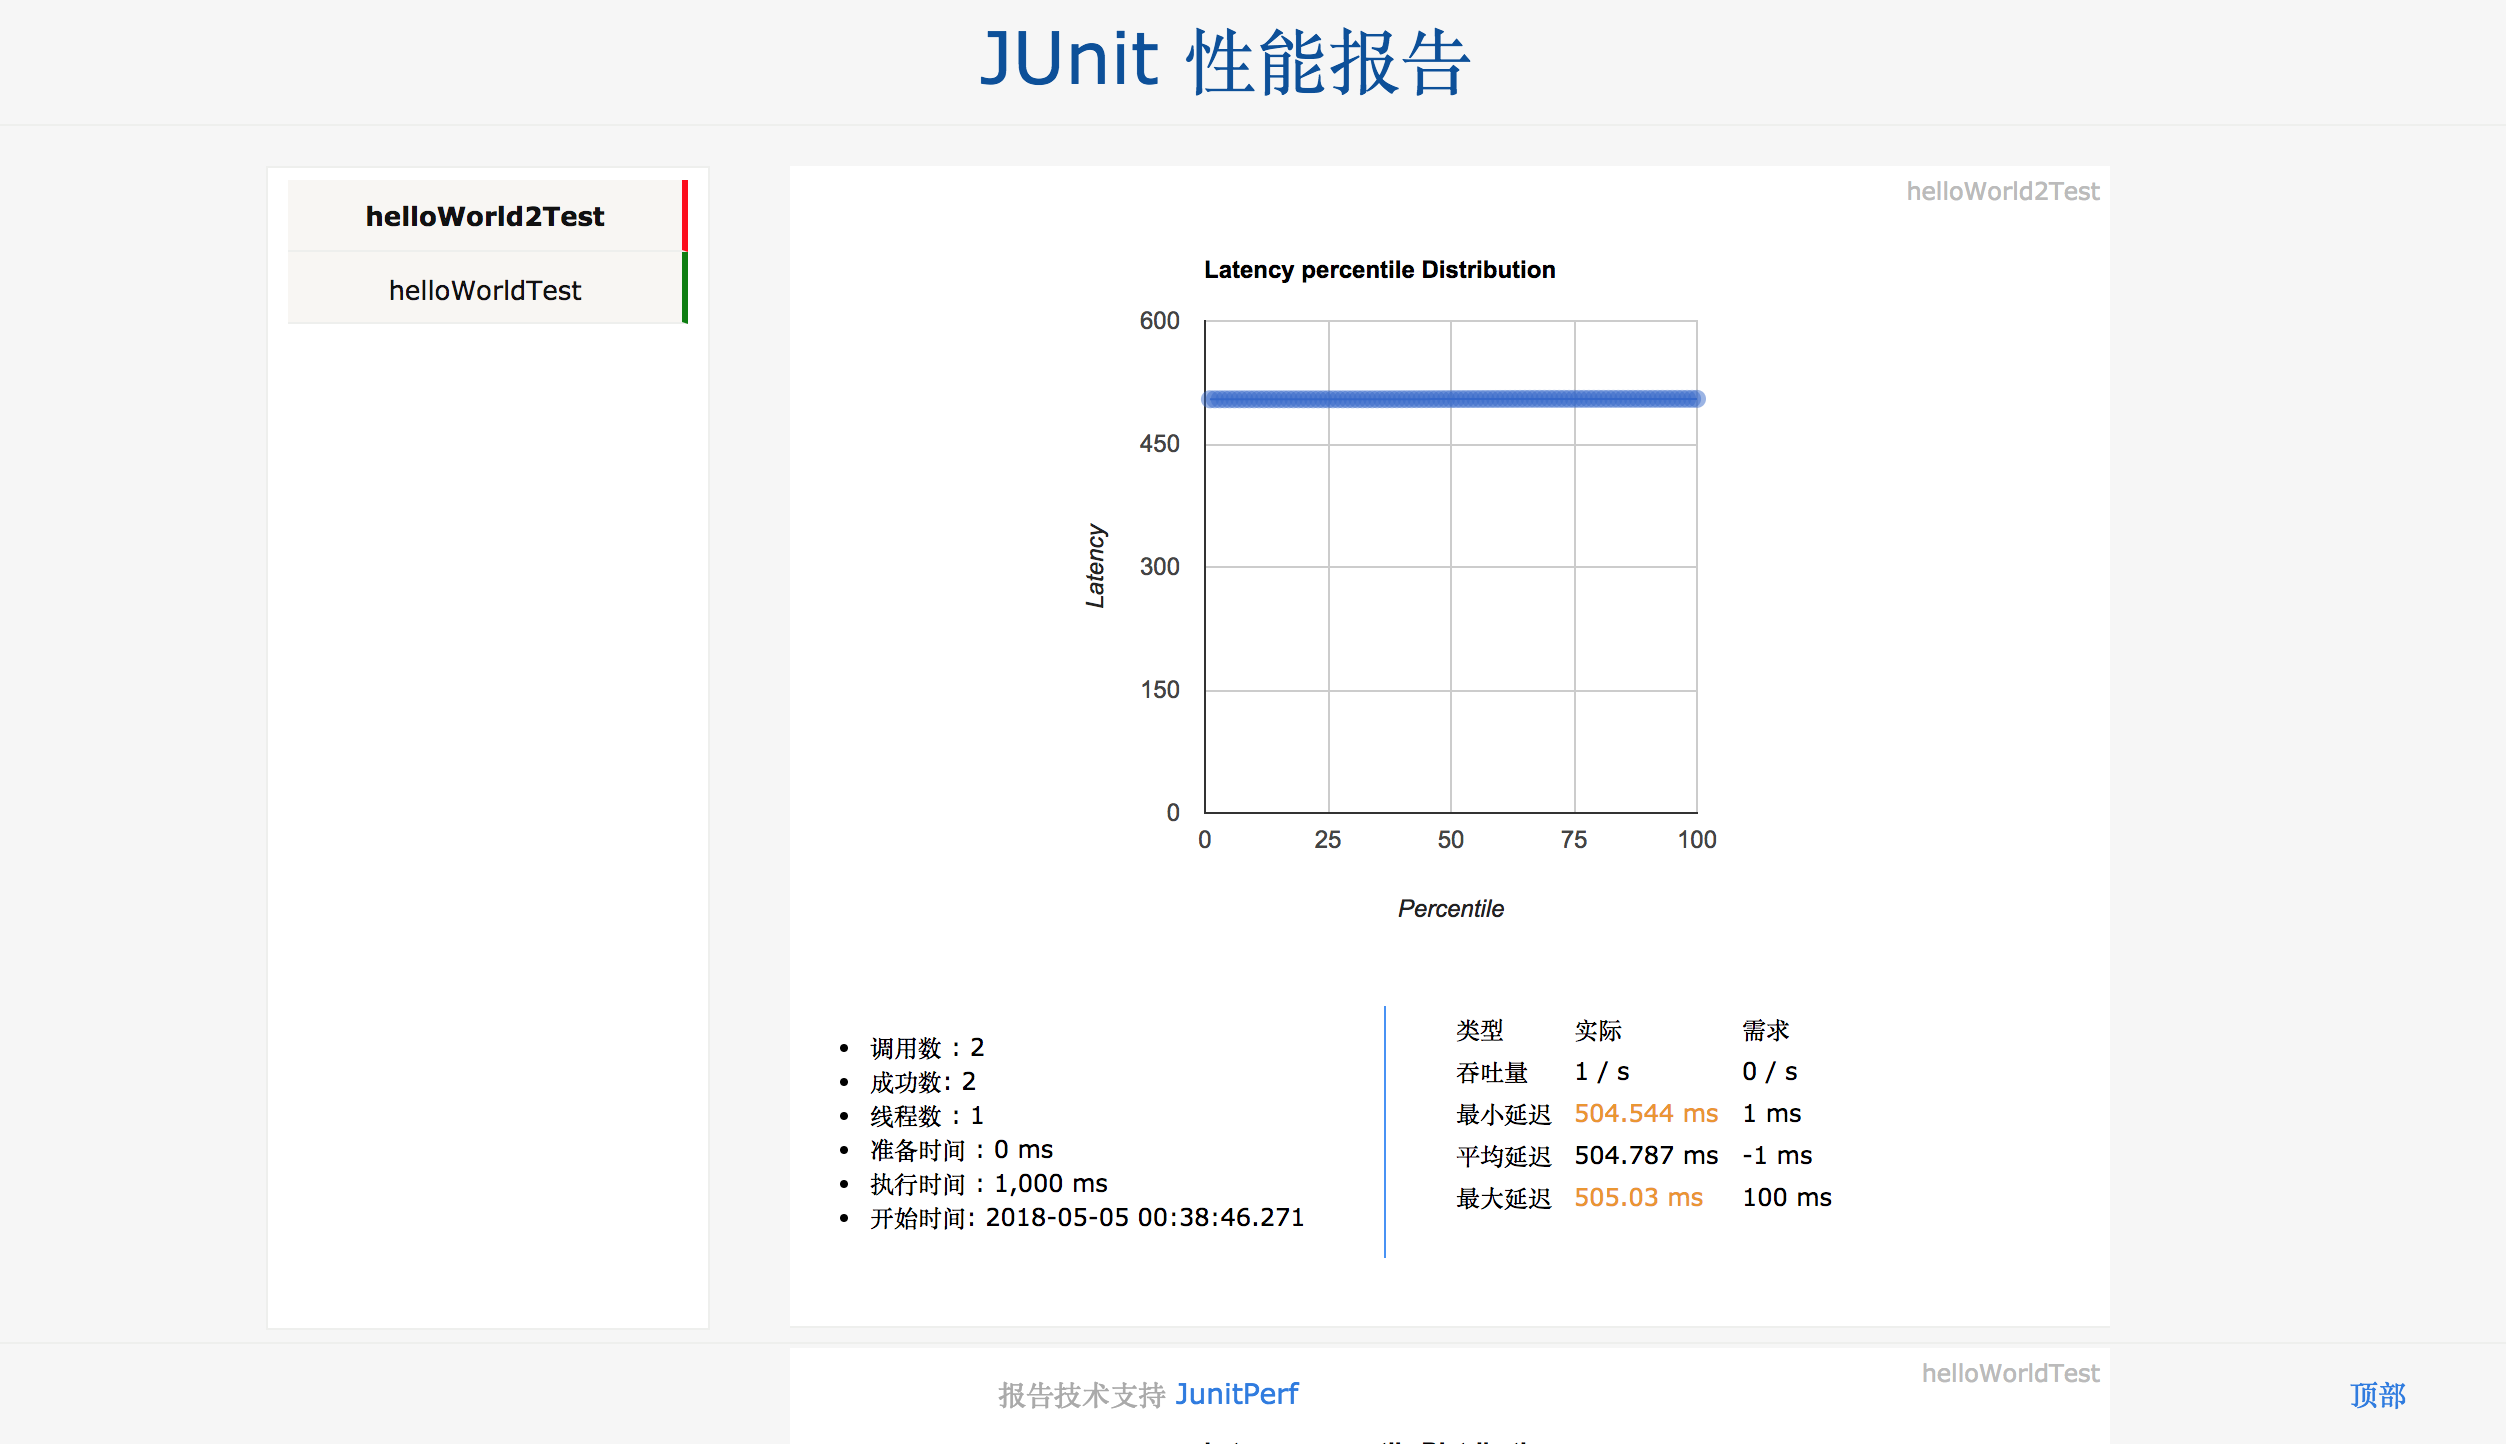 JUnit 性能报告
helloWorld2Test
helloWorldTest
helloWorld2Test
Latency percentile Distribution
600
450
300
150
0
Latency
0 25 50 75 100
Percentile
调用数 : 2
成功数: 2
线程数 : 1
准备时间 : 0 ms
执行时间 : 1,000 ms
开始时间: 2018-05-05 00:38:46.271
类型 实际 需求
吞吐量 1 / s 0 / s
最小延迟 504.544 ms 1 ms
平均延迟 504.787 ms -1 ms
最大延迟 505.03 ms 100 ms
helloWorldTest
报告技术支持 JunitPerf
顶部